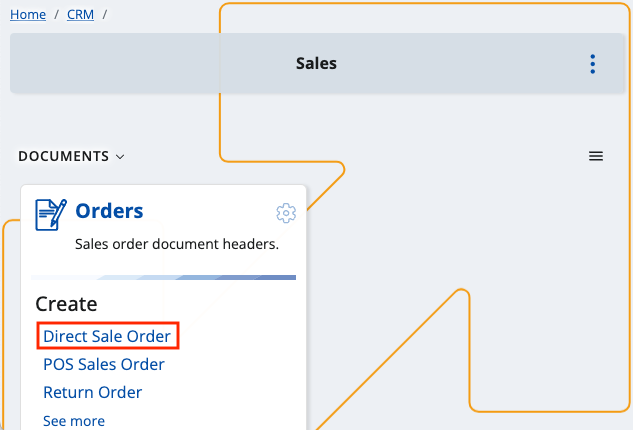 Home / CRM /
Sales
DOCUMENTS
Orders
Sales order document headers.
Create
Direct Sale Order
POS Sales Order
Return Order
See more